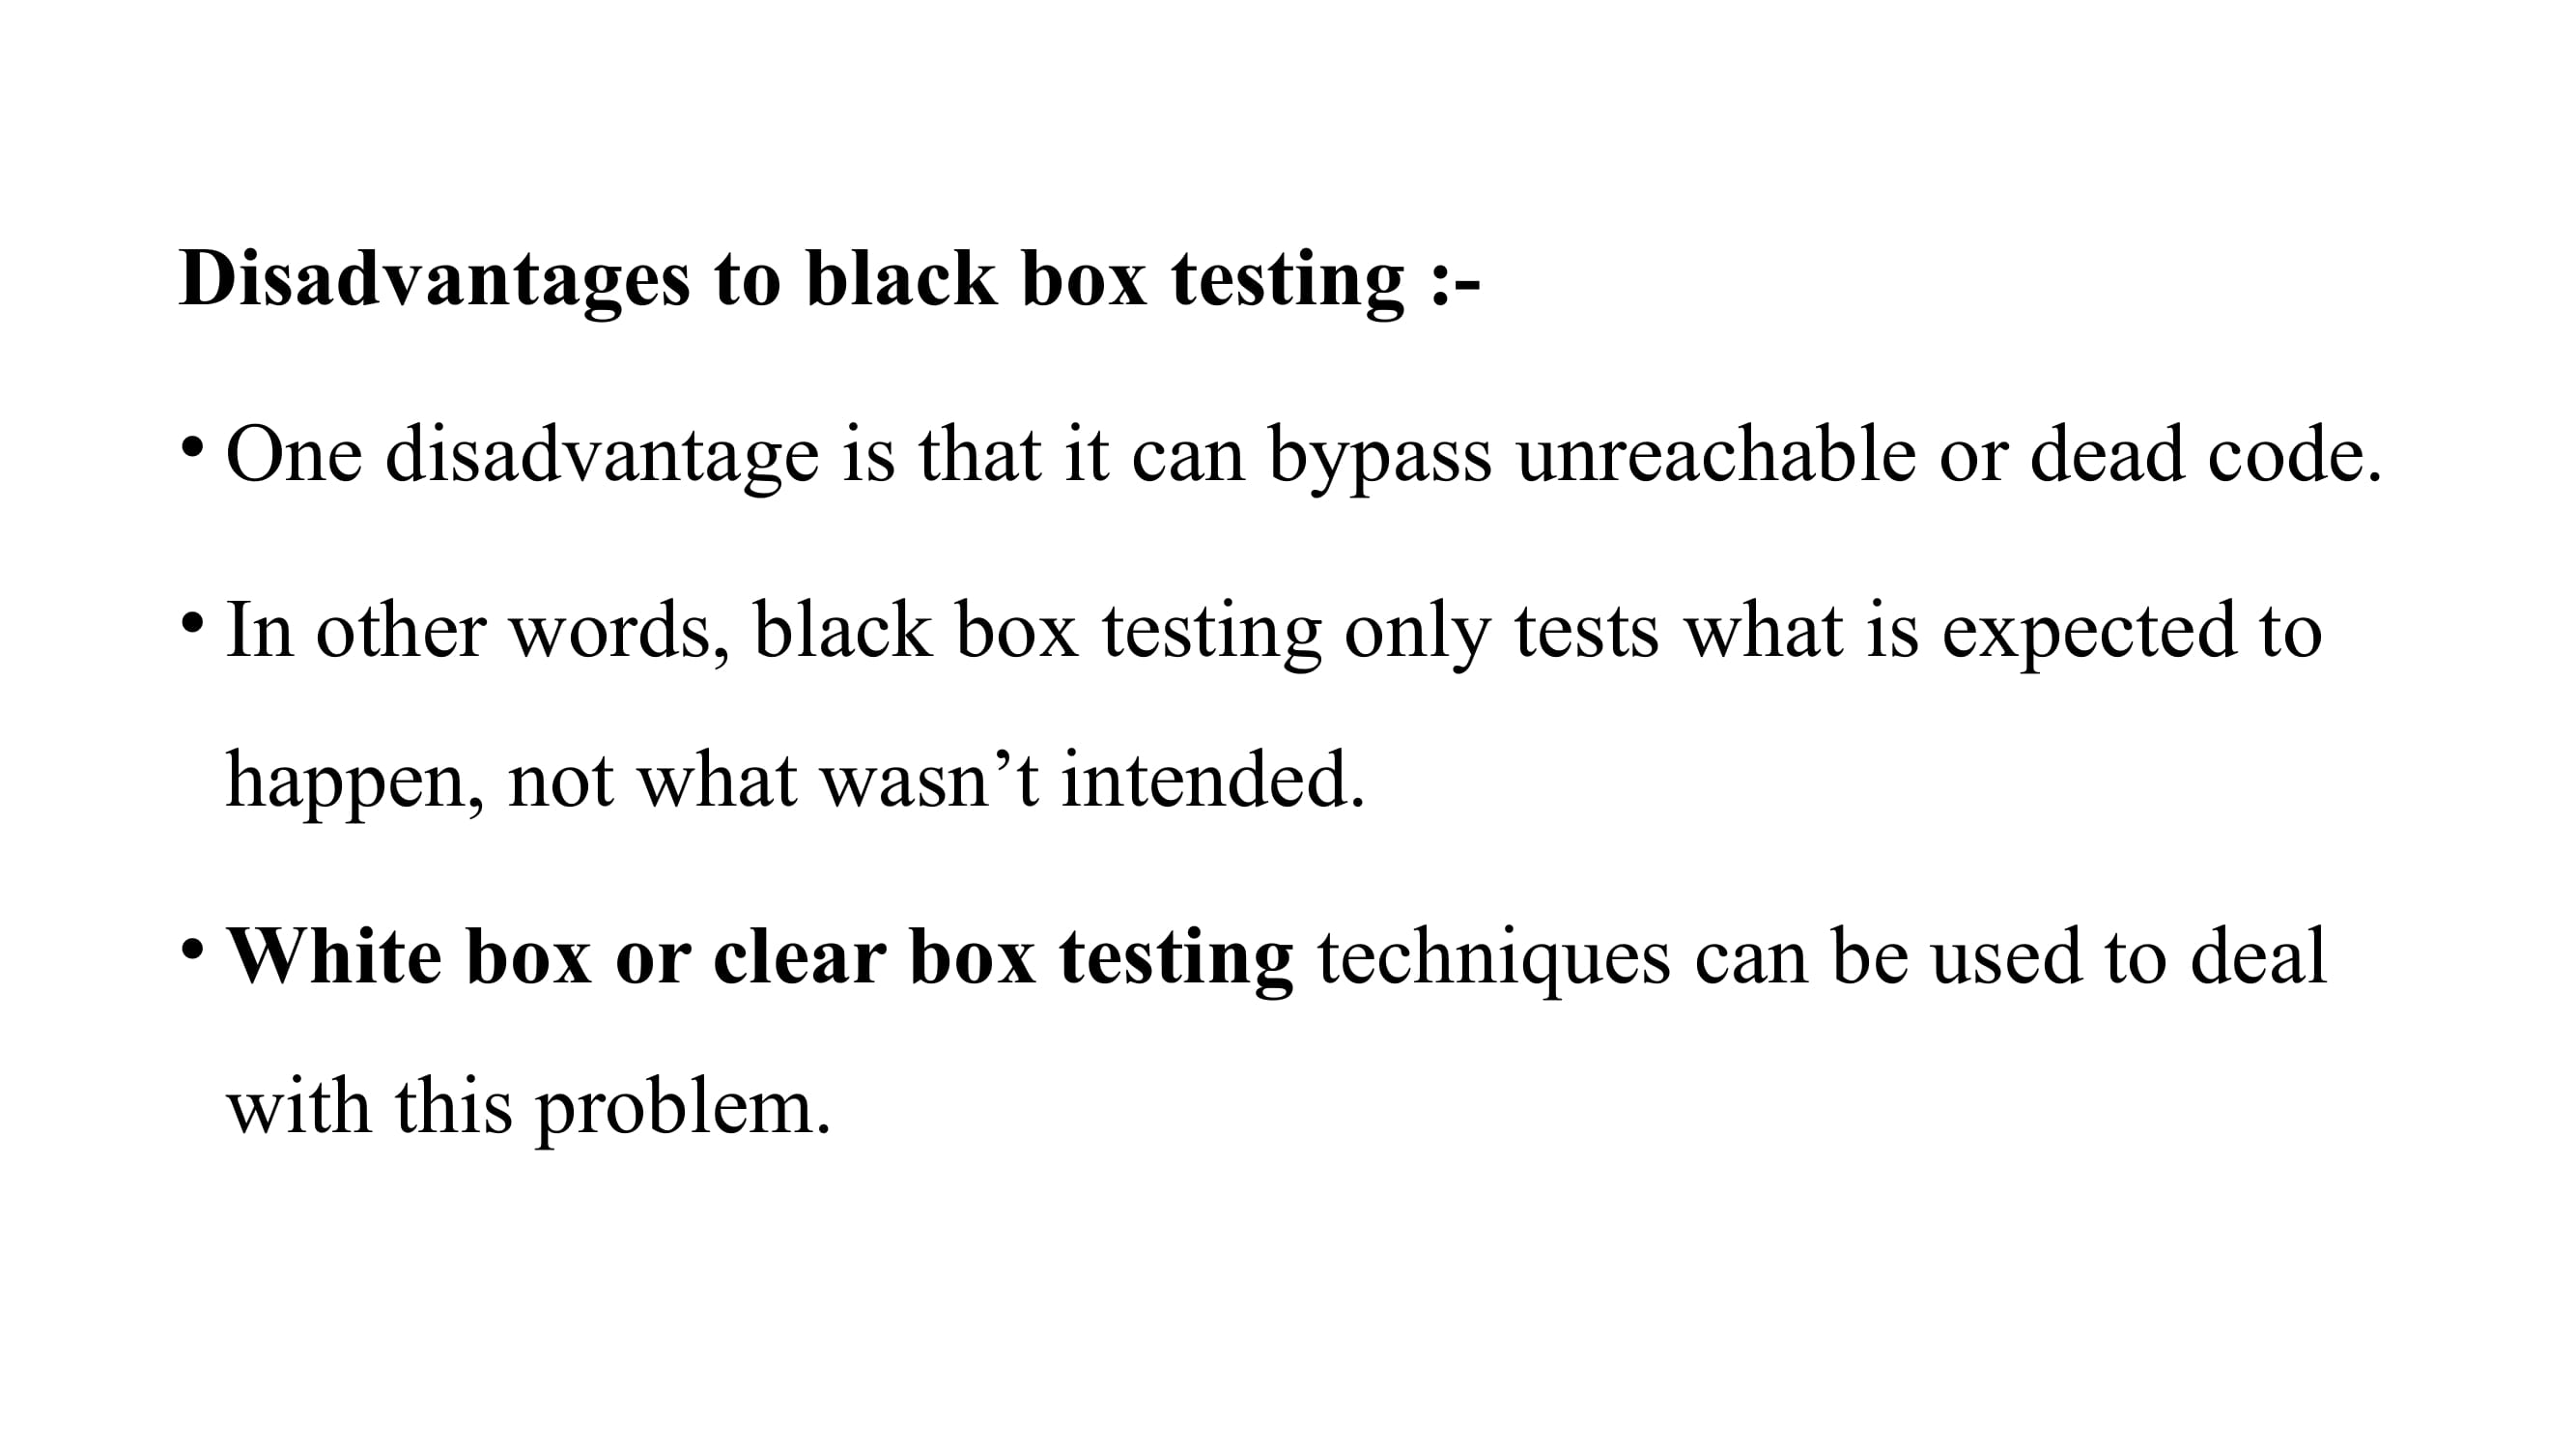 Disadvantages to black box testing :-
• One disadvantage is that it can bypass unreachable or dead code.
• In other words, black box testing only tests what is expected to
happen, not what wasn’t intended.
• White box or clear box testing techniques can be used to deal
with this problem.